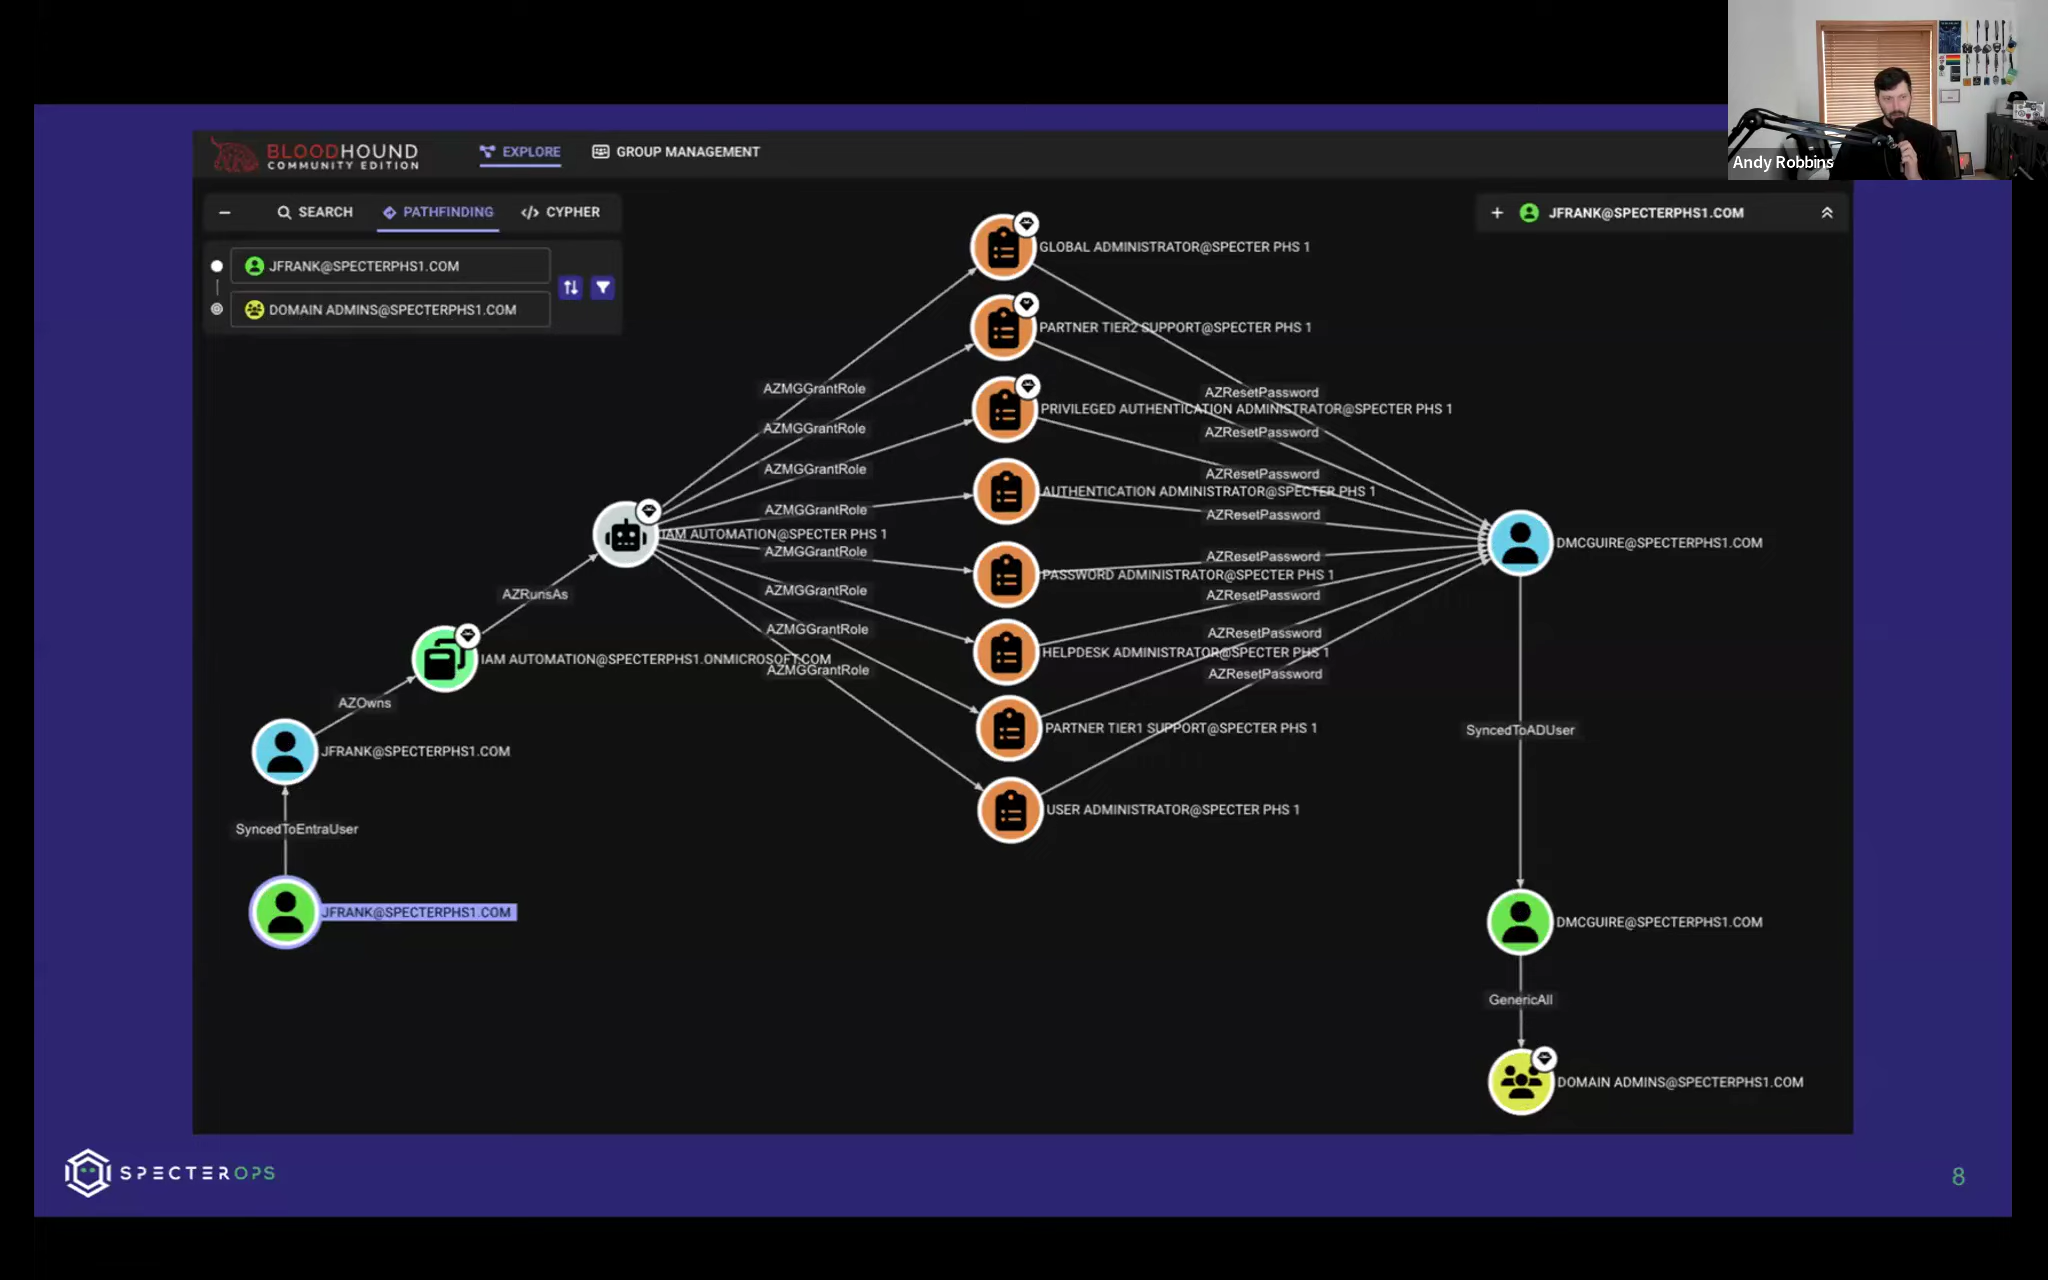 Andy Robbins
BLOODHOUND
COMMUNITY EDITION
EXPLORE
GROUP MANAGEMENT
SEARCH
PATHFINDING
</> CYPHER
JFRANK@SPECTERPHS1.COM
DOMAIN ADMINS@SPECTERPHS1.COM
+ JFRANK@SPECTERPHS1.COM
GLOBAL ADMINISTRATOR@SPECTER PHS 1
PARTNER TIER2 SUPPORT@SPECTER PHS 1
PRIVILEGED AUTHENTICATION ADMINISTRATOR@SPECTER PHS 1
AUTHENTICATION ADMINISTRATOR@SPECTER PHS 1
PASSWORD ADMINISTRATOR@SPECTER PHS 1
HELPDESK ADMINISTRATOR@SPECTER PHS 1
PARTNER TIER1 SUPPORT@SPECTER PHS 1
USER ADMINISTRATOR@SPECTER PHS 1
AZMGGrantRole
AZMGGrantRole
AZMGGrantRole
AZMGGrantRole
AZMGGrantRole
AZMGGrantRole
AZMGGrantRole
AZMGGrantRole
AZResetPassword
AZResetPassword
AZResetPassword
AZResetPassword
AZResetPassword
AZResetPassword
AZResetPassword
AZResetPassword
IAM AUTOMATION@SPECTER PHS 1
AZRunsAs
IAM AUTOMATION@SPECTERPHS1.ONMICROSOFT.COM
AZOwns
JFRANK@SPECTERPHS1.COM
SyncedToEntraUser
JFRANK@SPECTERPHS1.COM
DMCGUIRE@SPECTERPHS1.COM
SyncedToADUser
DMCGUIRE@SPECTERPHS1.COM
GenericAll
DOMAIN ADMINS@SPECTERPHS1.COM
SPECTEROPS
8